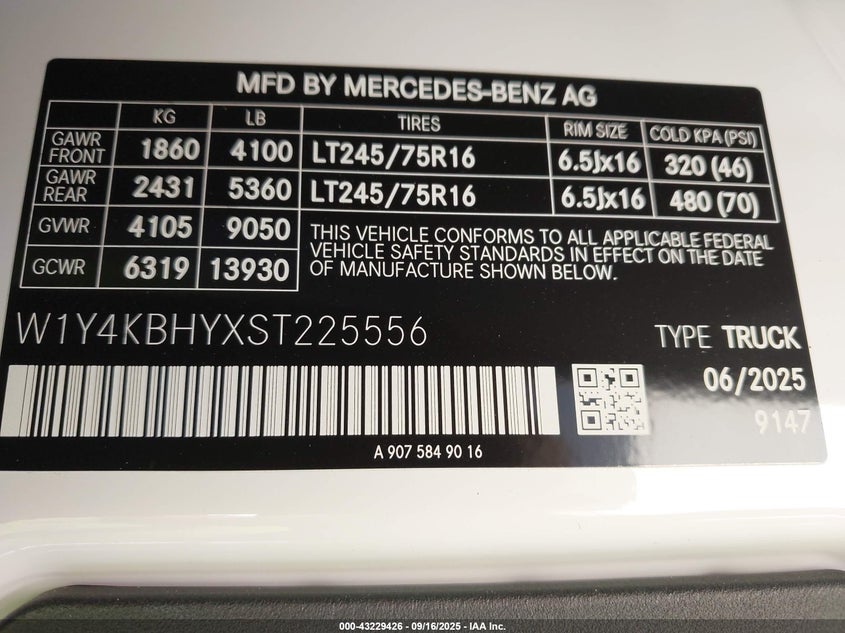 MFD BY MERCEDES-BENZ AG
KG LB TIRES RIM SIZE COLD KPA (PSI)
GAWR FRONT 1860 4100 LT245/75R16 6.5Jx16 320 (46)
GAWR REAR 2431 5360 LT245/75R16 6.5Jx16 480 (70)
GVWR 4105 9050
GCWR 6319 13930
THIS VEHICLE CONFORMS TO ALL APPLICABLE FEDERAL
VEHICLE SAFETY STANDARDS IN EFFECT ON THE DATE
OF MANUFACTURE SHOWN BELOW.
W1Y4KBHYXST225556
TYPE TRUCK
06/2025
9147
A 907 584 90 16
000-43229426 - 09/16/2025 - IAA Inc.